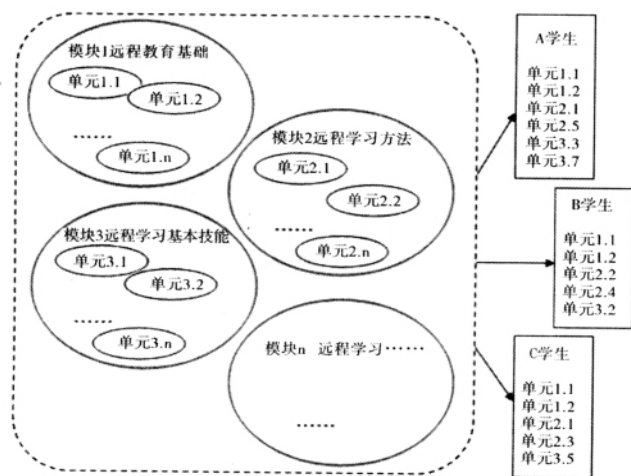 模块1远程教育基础
单元1.1
单元1.2
……
单元1.n
模块2远程学习方法
单元2.1
单元2.2
……
单元2.n
模块3远程学习基本技能
单元3.1
单元3.2
……
单元3.n
模块n 远程学习……
……
A学生
单元1.1
单元1.2
单元2.1
单元2.5
单元3.3
单元3.7
B学生
单元1.1
单元1.2
单元2.2
单元2.4
单元3.2
C学生
单元1.1
单元1.2
单元2.1
单元2.3
单元3.5